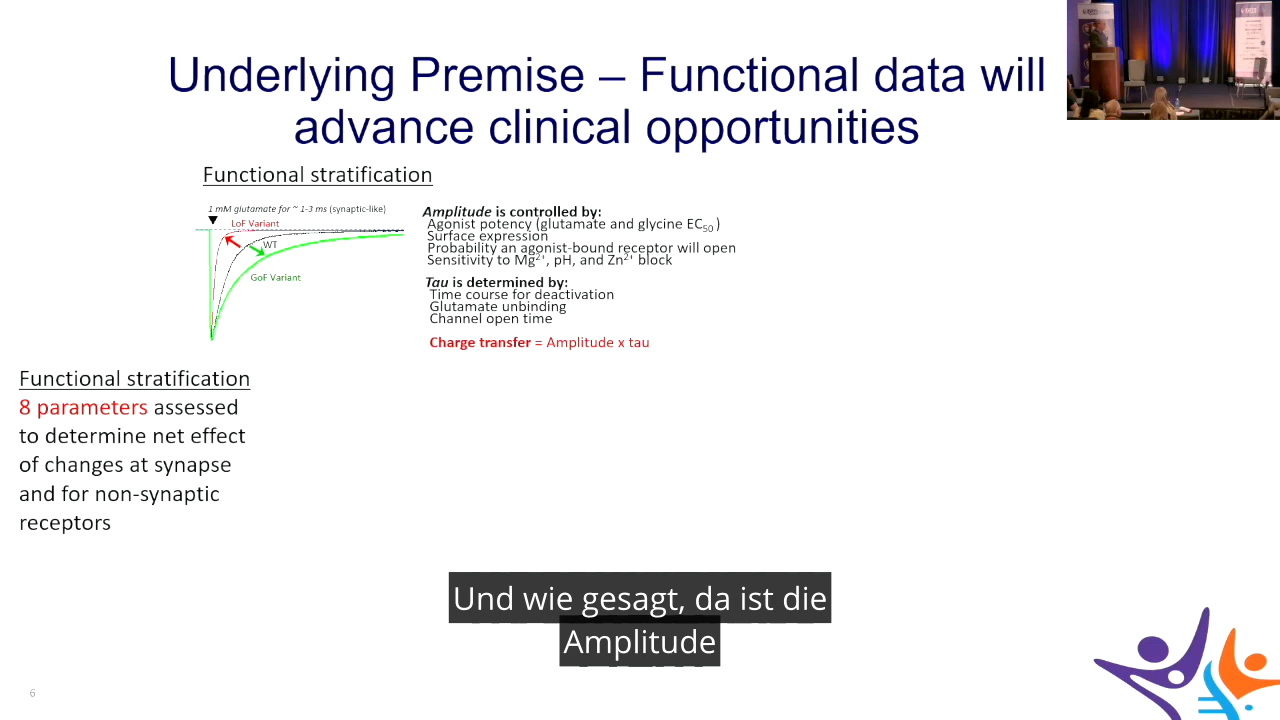 Underlying Premise – Functional data will
advance clinical opportunities
Functional stratification
1 mM glutamate for ~ 1-3 ms (synaptic-like)
LoF Variant
WT
GoF Variant
Amplitude is controlled by:
Agonist potency (glutamate and glycine EC50)
Surface expression
Probability an agonist-bound receptor will open
Sensitivity to Mg2+, pH, and Zn2+ block
Tau is determined by:
Time course for deactivation
Glutamate unbinding
Channel open time
Charge transfer = Amplitude x tau
Functional stratification
8 parameters assessed
to determine net effect
of changes at synapse
and for non-synaptic
receptors
Und wie gesagt, da ist die
Amplitude
6